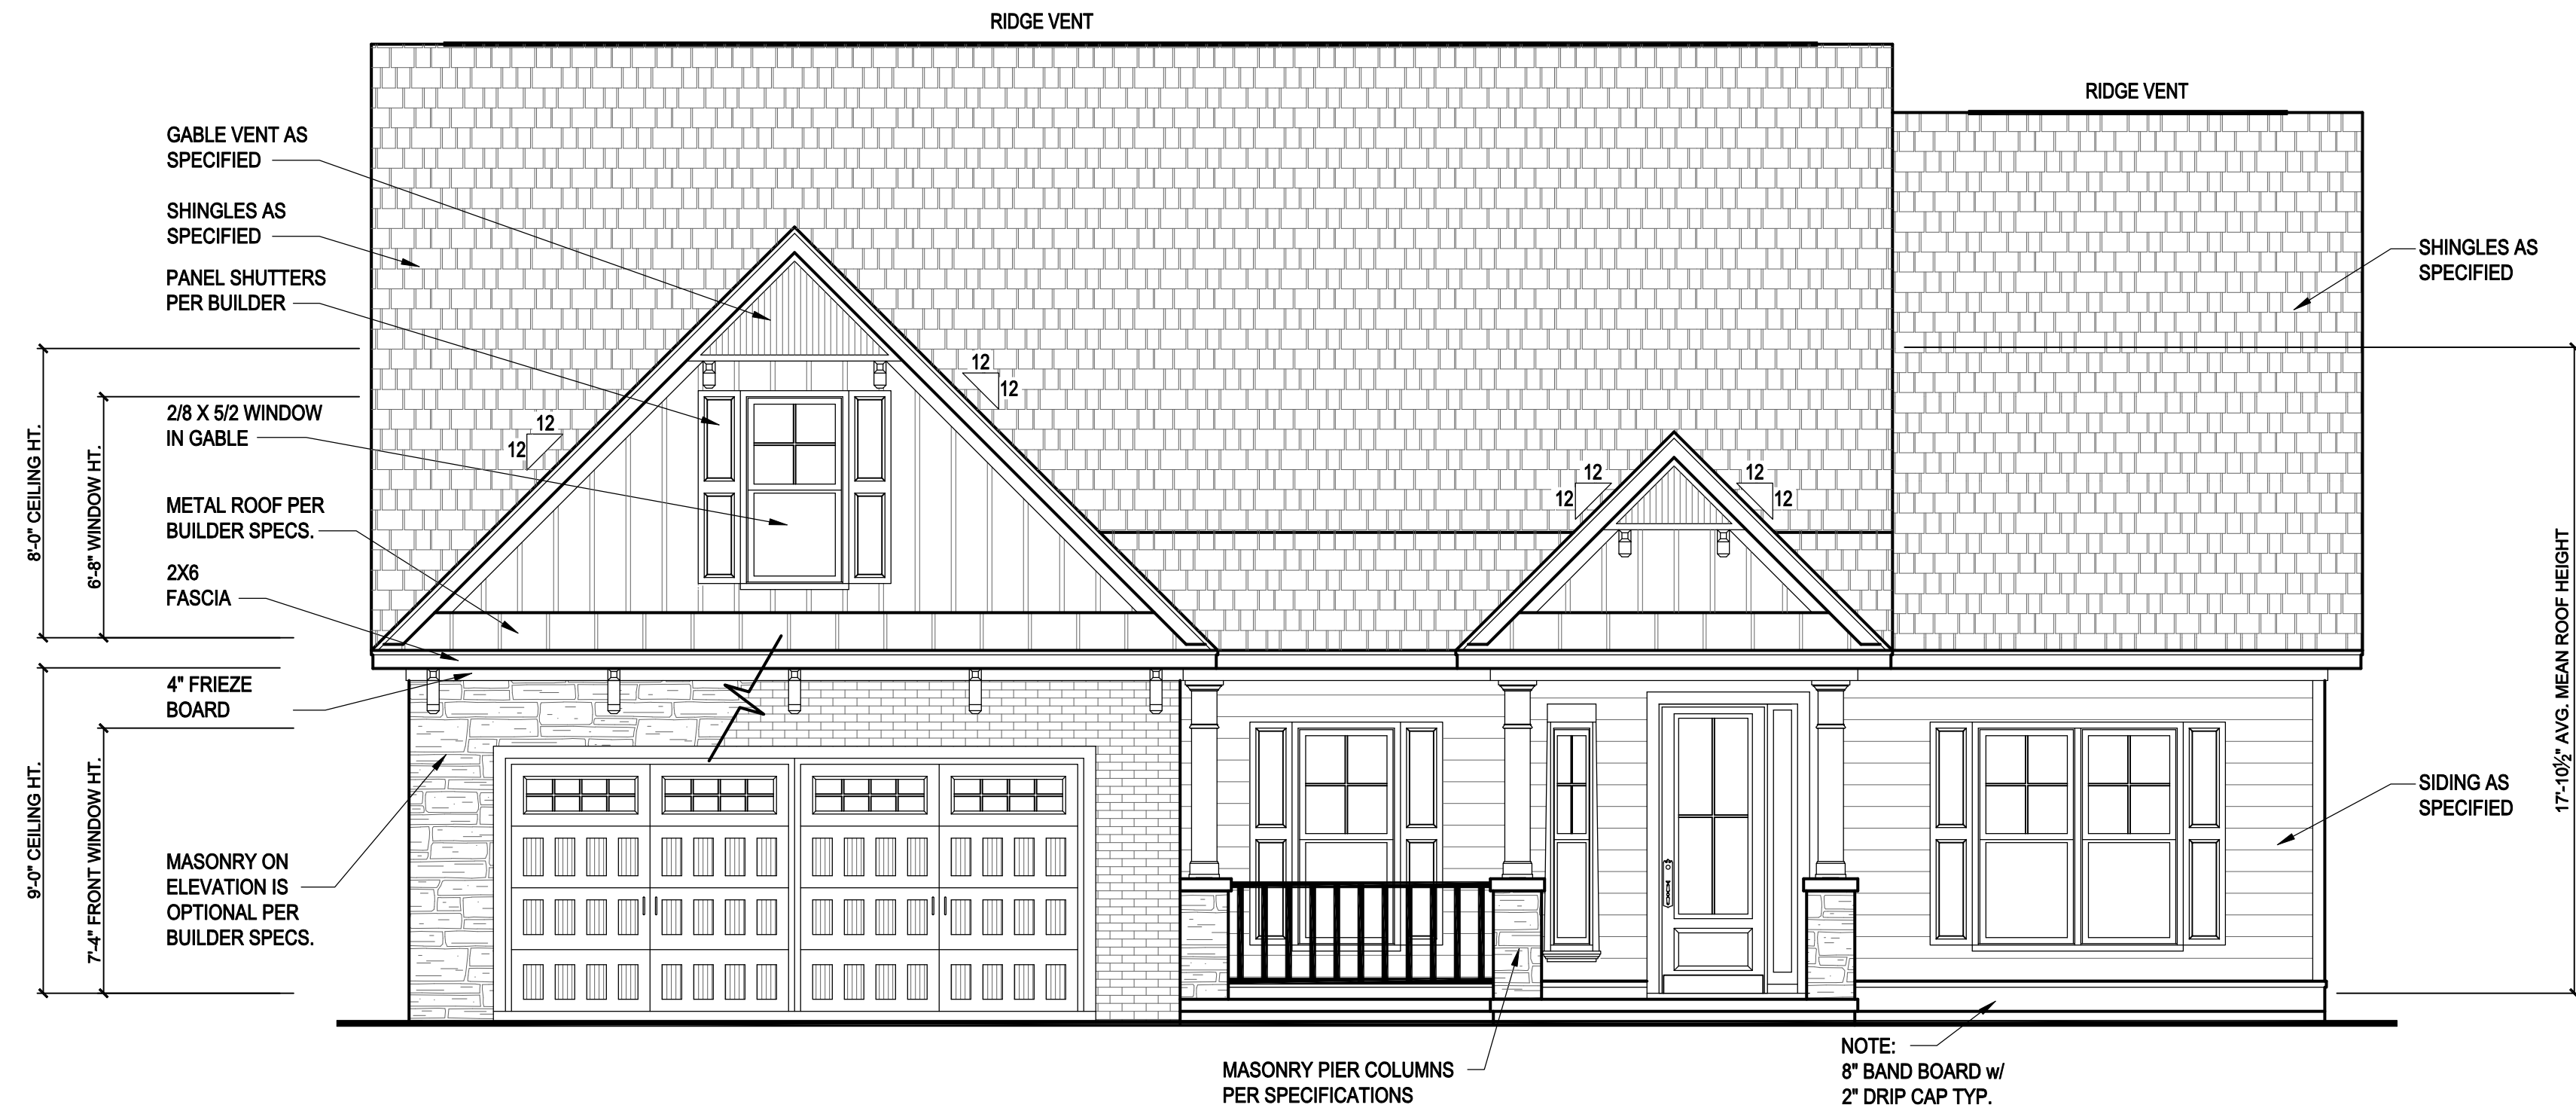 RIDGE VENT
RIDGE VENT
GABLE VENT AS
SPECIFIED
SHINGLES AS
SPECIFIED
PANEL SHUTTERS
PER BUILDER
2/8 X 5/2 WINDOW
IN GABLE
METAL ROOF PER
BUILDER SPECS.
2X6
FASCIA
4" FRIEZE
BOARD
MASONRY ON
ELEVATION IS
OPTIONAL PER
BUILDER SPECS.
8'-0" CEILING HT.
6'-8" WINDOW HT.
9'-0" CEILING HT.
7'-4" FRONT WINDOW HT.
12
12
12
12
12
12
12
12
SHINGLES AS
SPECIFIED
SIDING AS
SPECIFIED
17'-10½" AVG. MEAN ROOF HEIGHT
MASONRY PIER COLUMNS
PER SPECIFICATIONS
NOTE:
8" BAND BOARD w/
2" DRIP CAP TYP.